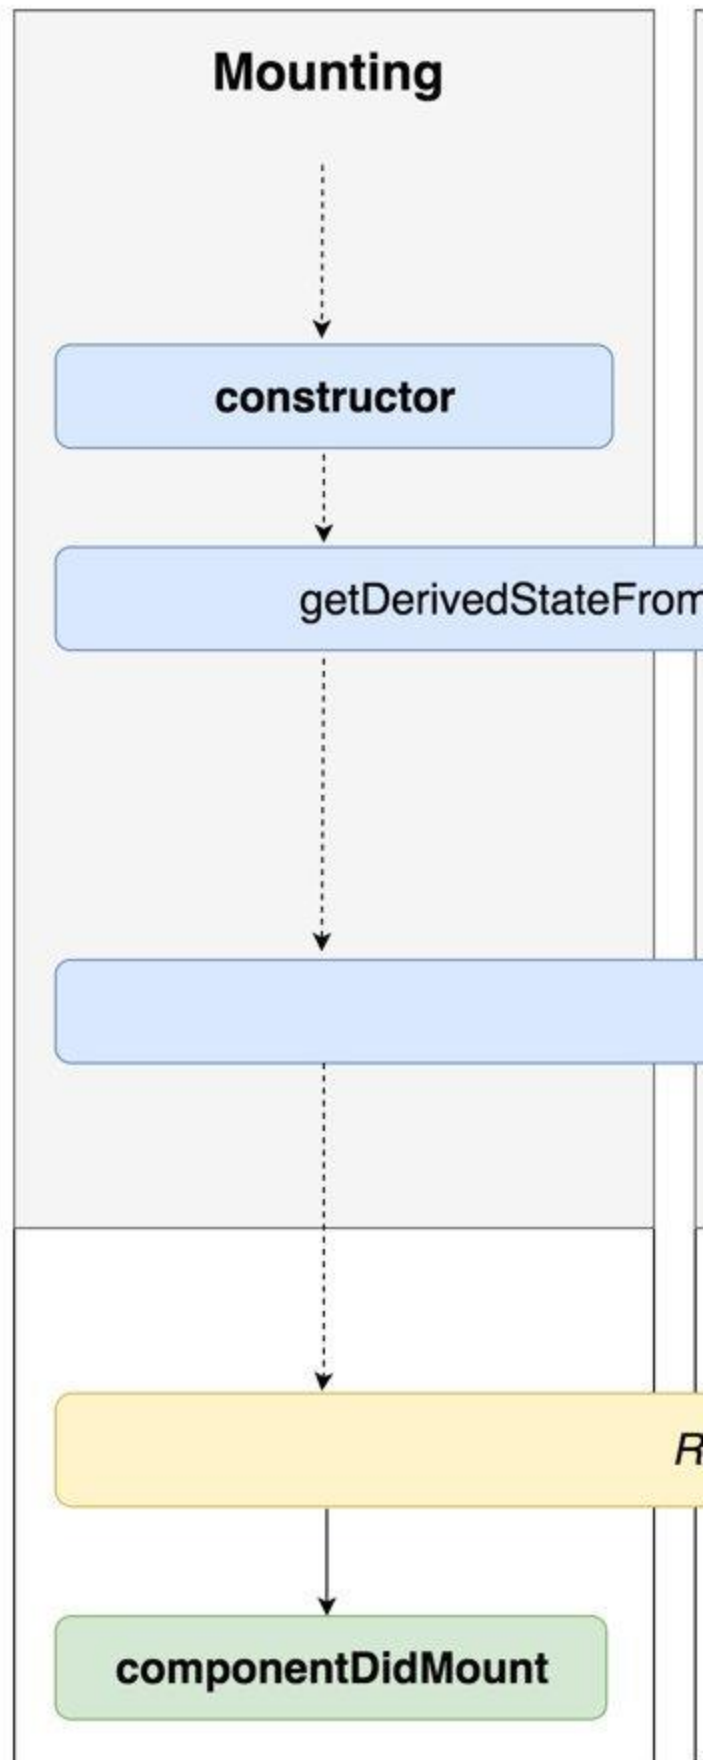 Mounting
constructor
getDerivedStateFrom
R
componentDidMount